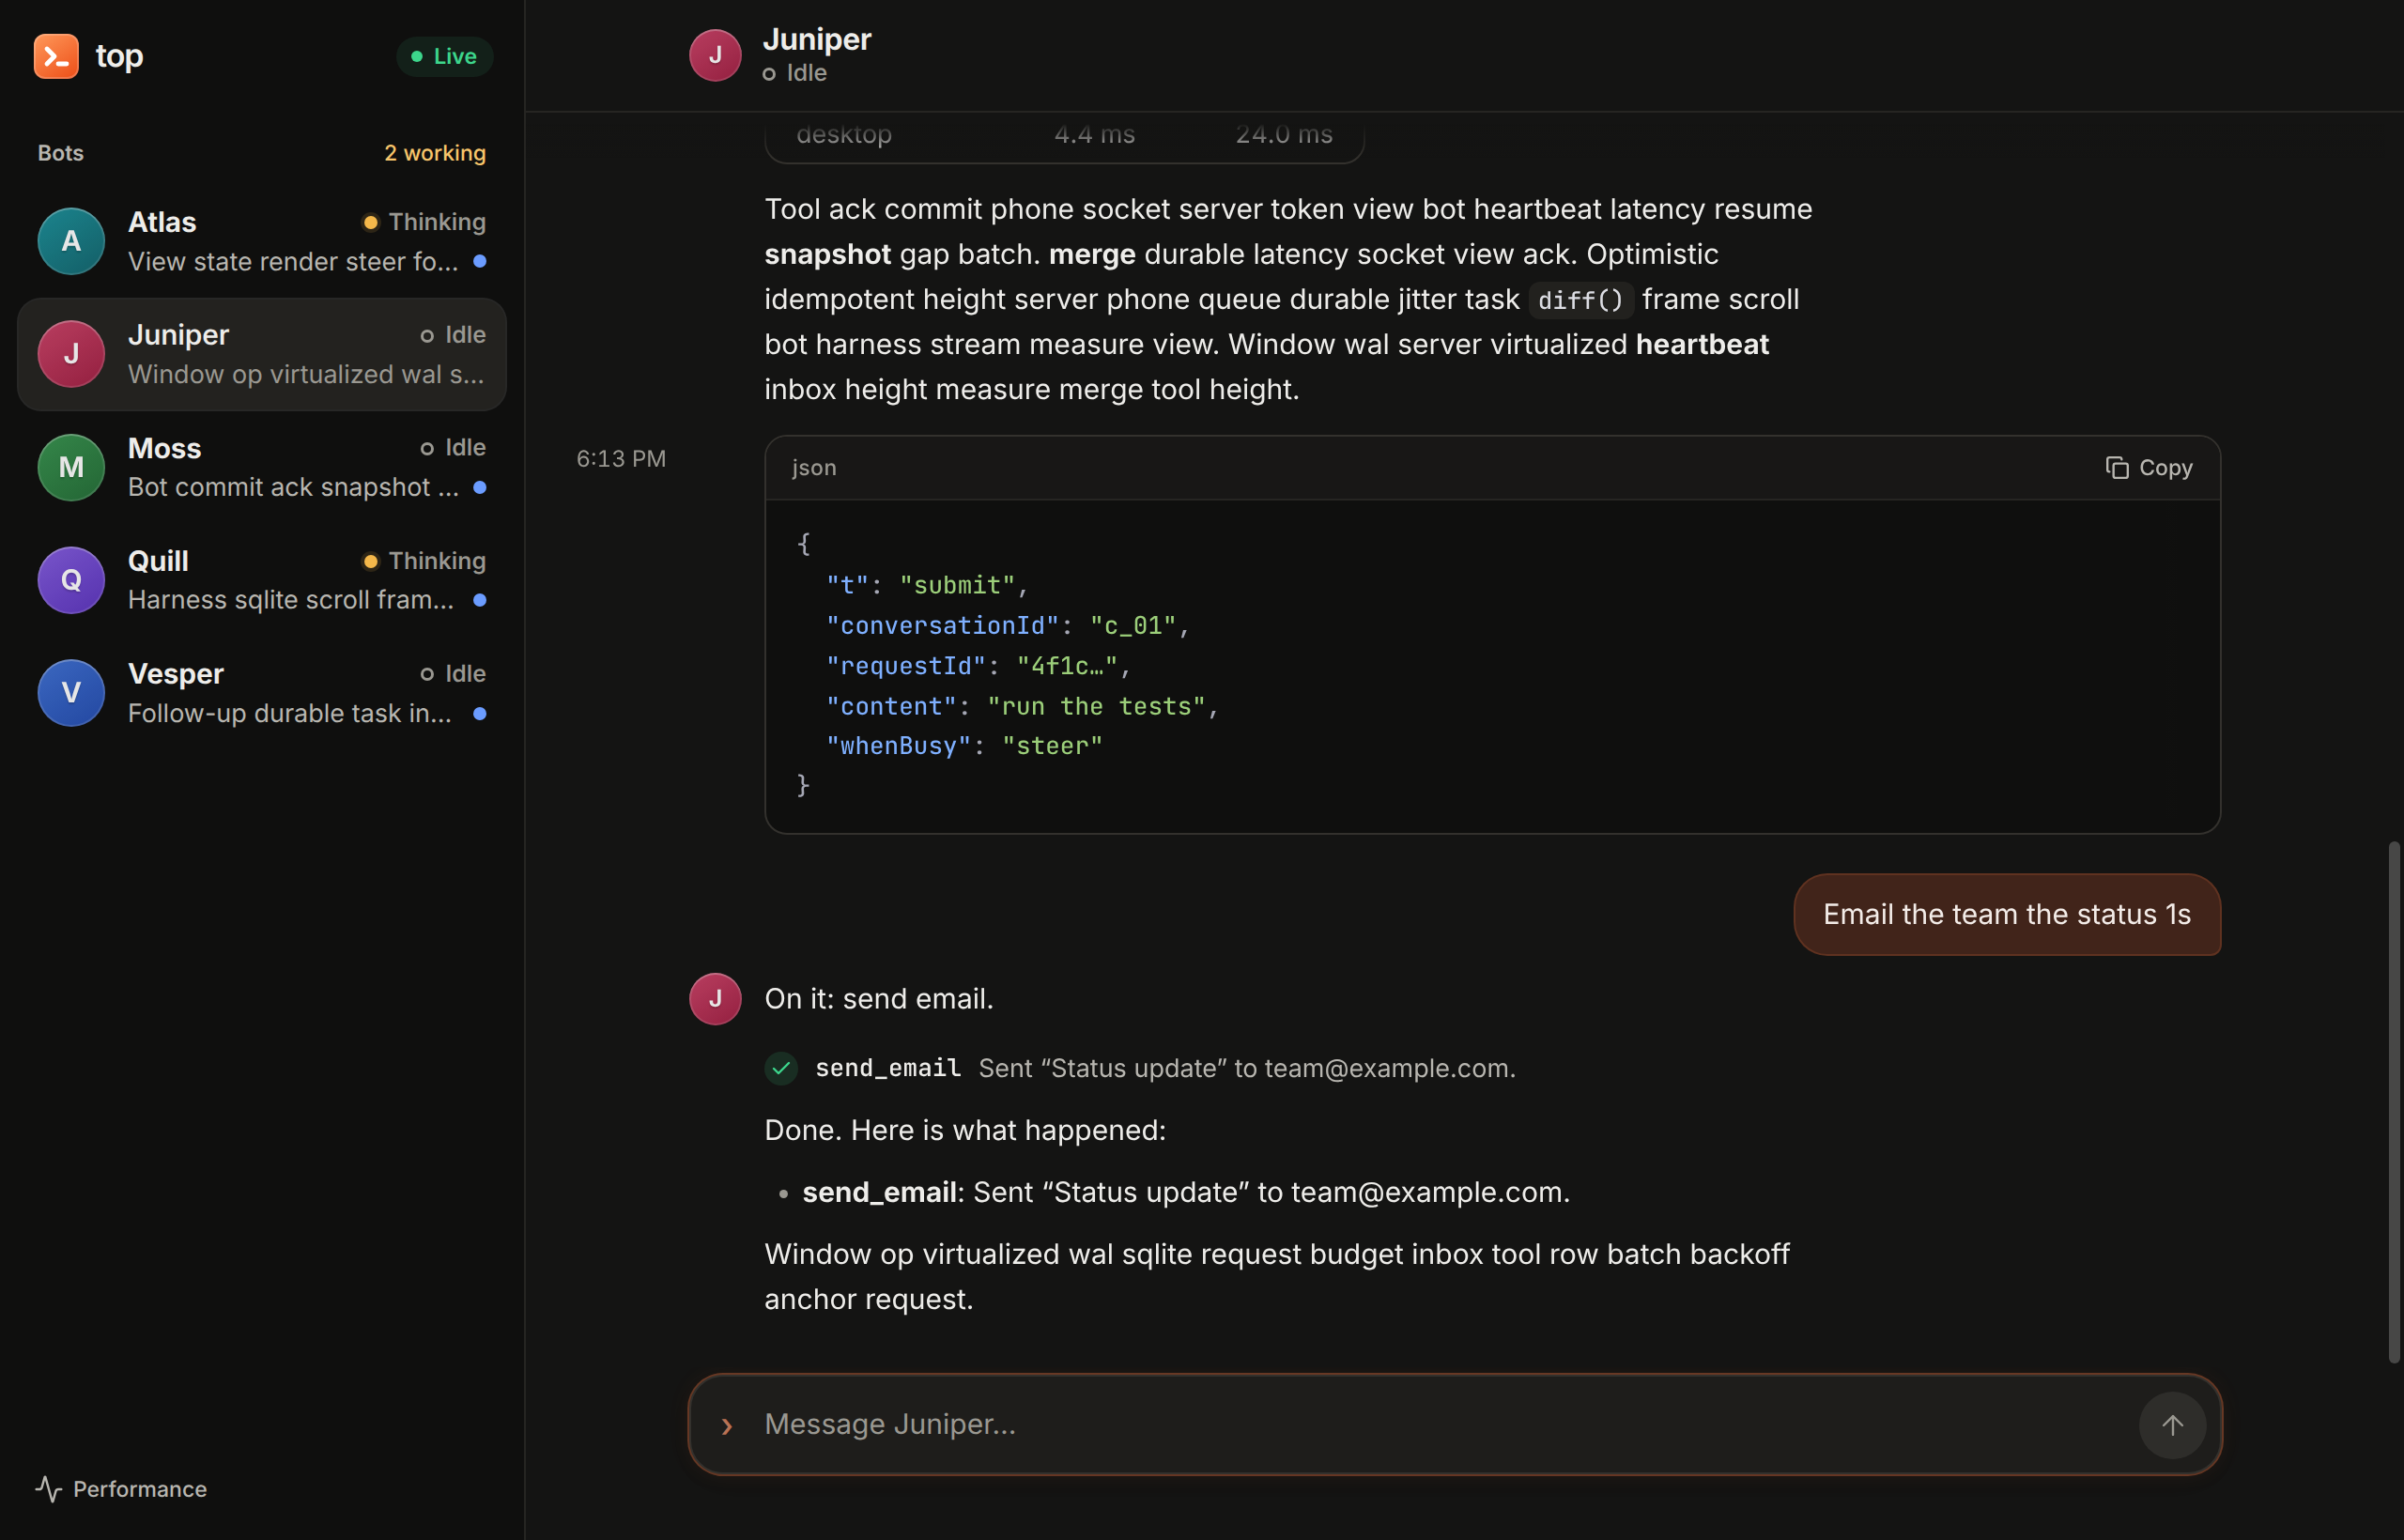 top
Live
Bots
2 working
A
Atlas
Thinking
View state render steer fo...
J
Juniper
Idle
Window op virtualized wal s...
M
Moss
Idle
Bot commit ack snapshot ...
Q
Quill
Thinking
Harness sqlite scroll fram...
V
Vesper
Idle
Follow-up durable task in...
Performance
J
Juniper
Idle
desktop 4.4 ms 24.0 ms
Tool ack commit phone socket server token view bot heartbeat latency resume
snapshot gap batch. merge durable latency socket view ack. Optimistic
idempotent height server phone queue durable jitter task diff() frame scroll
bot harness stream measure view. Window wal server virtualized heartbeat
inbox height measure merge tool height.
6:13 PM
json
Copy
{
"t": "submit",
"conversationId": "c_01",
"requestId": "4f1c…",
"content": "run the tests",
"whenBusy": "steer"
}
Email the team the status 1s
J
On it: send email.
send_email Sent “Status update” to team@example.com.
Done. Here is what happened:
• send_email: Sent “Status update” to team@example.com.
Window op virtualized wal sqlite request budget inbox tool row batch backoff
anchor request.
› Message Juniper...